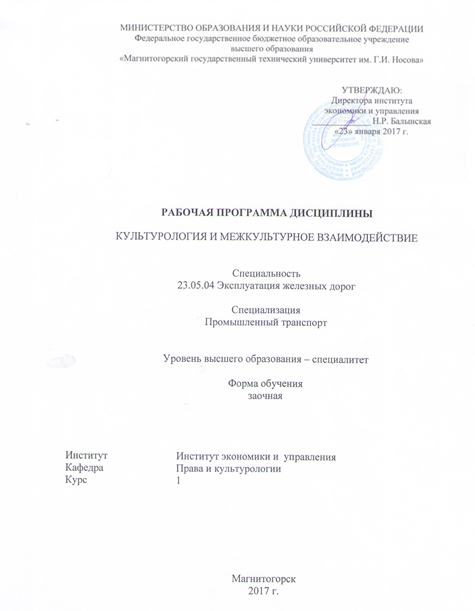 МИНИСТЕРСТВО ОБРАЗОВАНИЯ И НАУКИ РОССИЙСКОЙ ФЕДЕРАЦИИ
Федеральное государственное бюджетное образовательное учреждение
высшего образования
«Магнитогорский государственный технический университет им. Г.И. Носова»
УТВЕРЖДАЮ:
Директора института
экономики и управления
Н.Р. Балынская
«23» января 2017 г.
РАБОЧАЯ ПРОГРАММА ДИСЦИПЛИНЫ
КУЛЬТУРОЛОГИЯ И МЕЖКУЛЬТУРНОЕ ВЗАИМОДЕЙСТВИЕ
Специальность
23.05.04 Эксплуатация железных дорог
Специализация
Промышленный транспорт
Уровень высшего образования – специалитет
Форма обучения
заочная
Институт Институт экономики и управления
Кафедра Права и культурологии
Курс 1
Магнитогорск
2017 г.